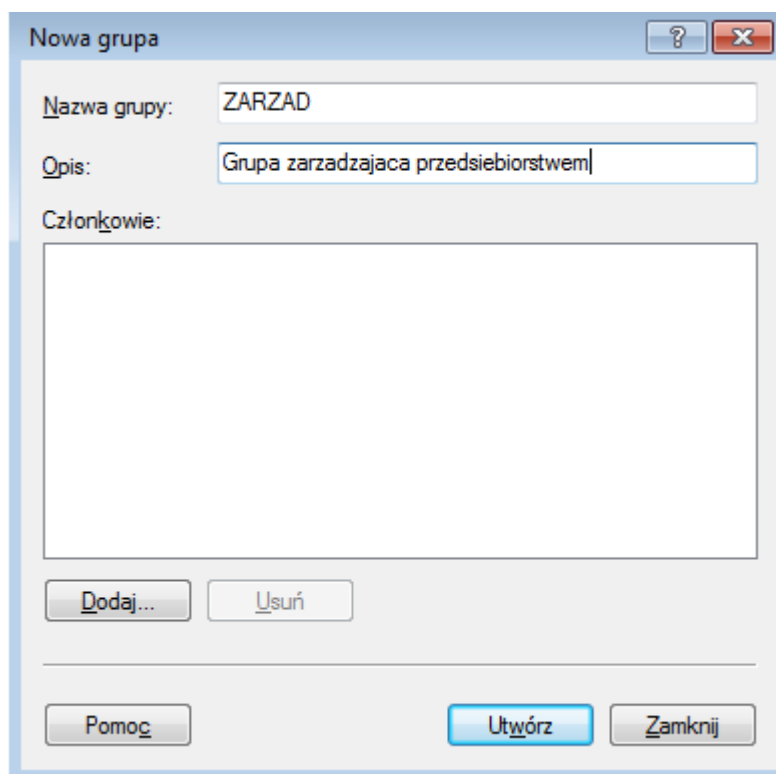 Nowa grupa
Nazwa grupy: ZARZAD
Opis: Grupa zarzadzajaca przedsiebiorstwem
Członkowie:
Dodaj... Usuń
Pomoc Utwórz Zamknij